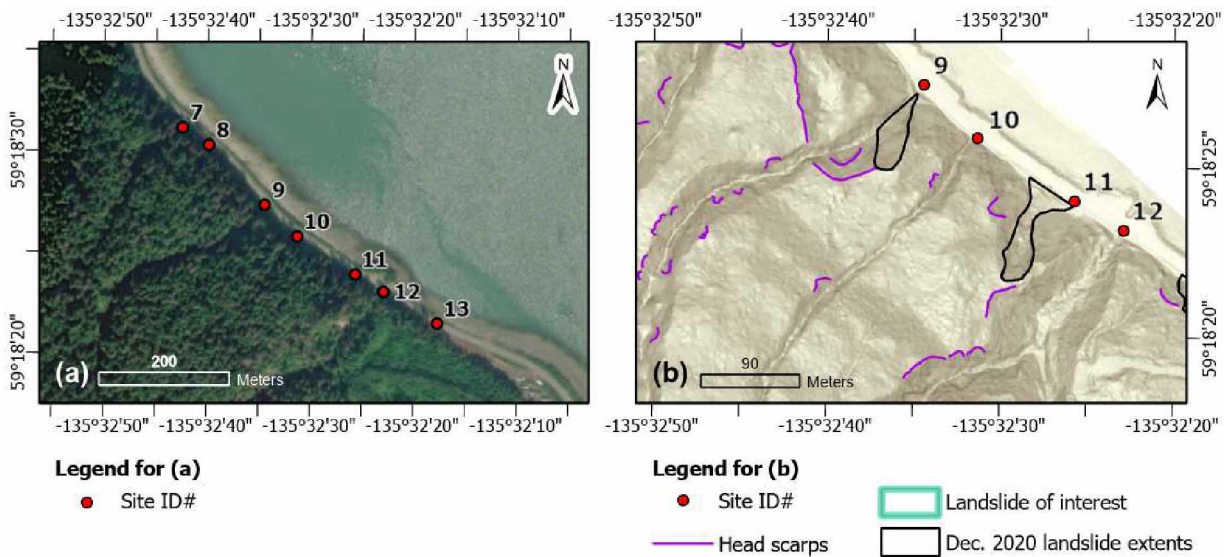 -135°32'50" -135°32'40" -135°32'30" -135°32'20" -135°32'10"
-135°32'50" -135°32'40" -135°32'30" -135°32'20"
59°18'30"
59°18'20"
N
7
8
9
10
11
12
13
(a)
200
Meters
N
9
10
11
12
(b)
90
Meters
59°18'25"
59°18'20"
-135°32'50" -135°32'40" -135°32'30" -135°32'20" -135°32'10"
-135°32'50" -135°32'40" -135°32'30" -135°32'20"
Legend for (a)
Site ID#
Legend for (b)
Site ID#
Landslide of interest
Head scarps
Dec. 2020 landslide extents